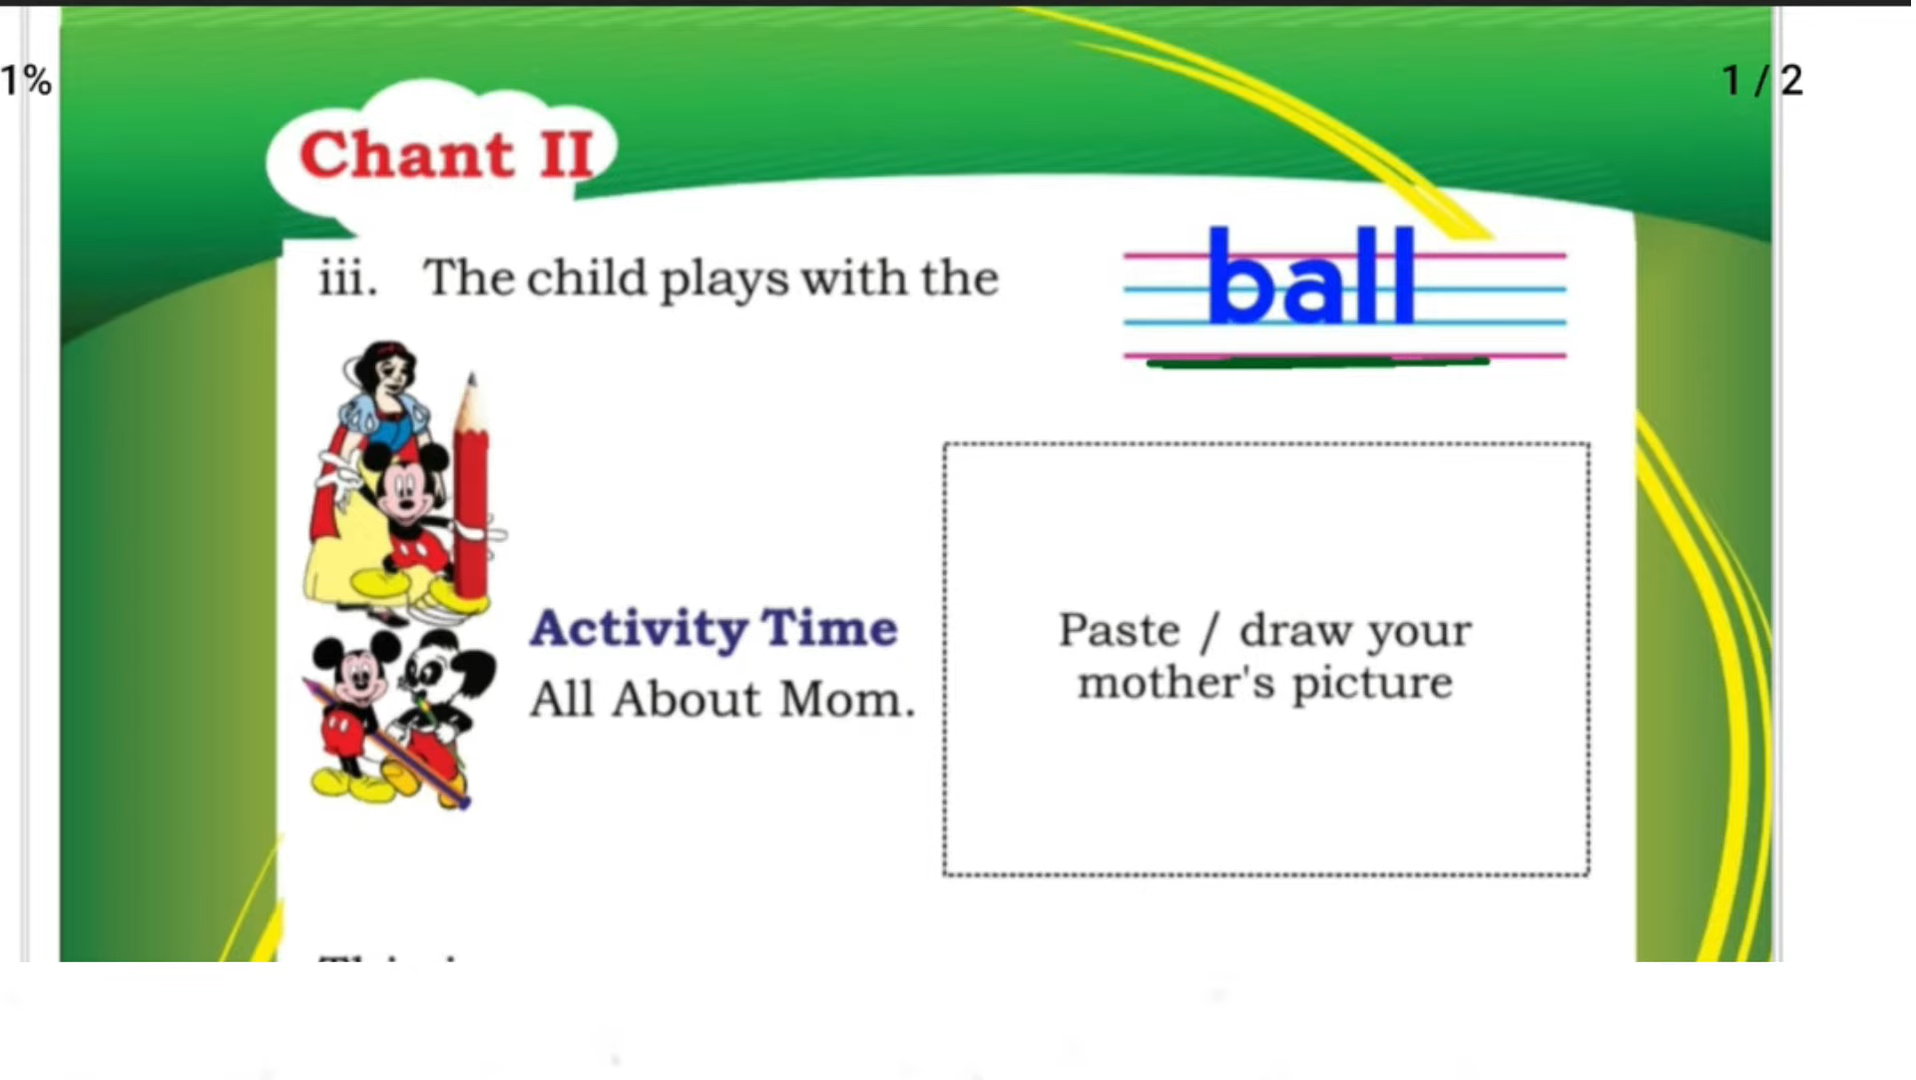 1%
1 / 2
Chant II
iii. The child plays with the ball
Activity Time
All About Mom.
Paste / draw your
mother's picture